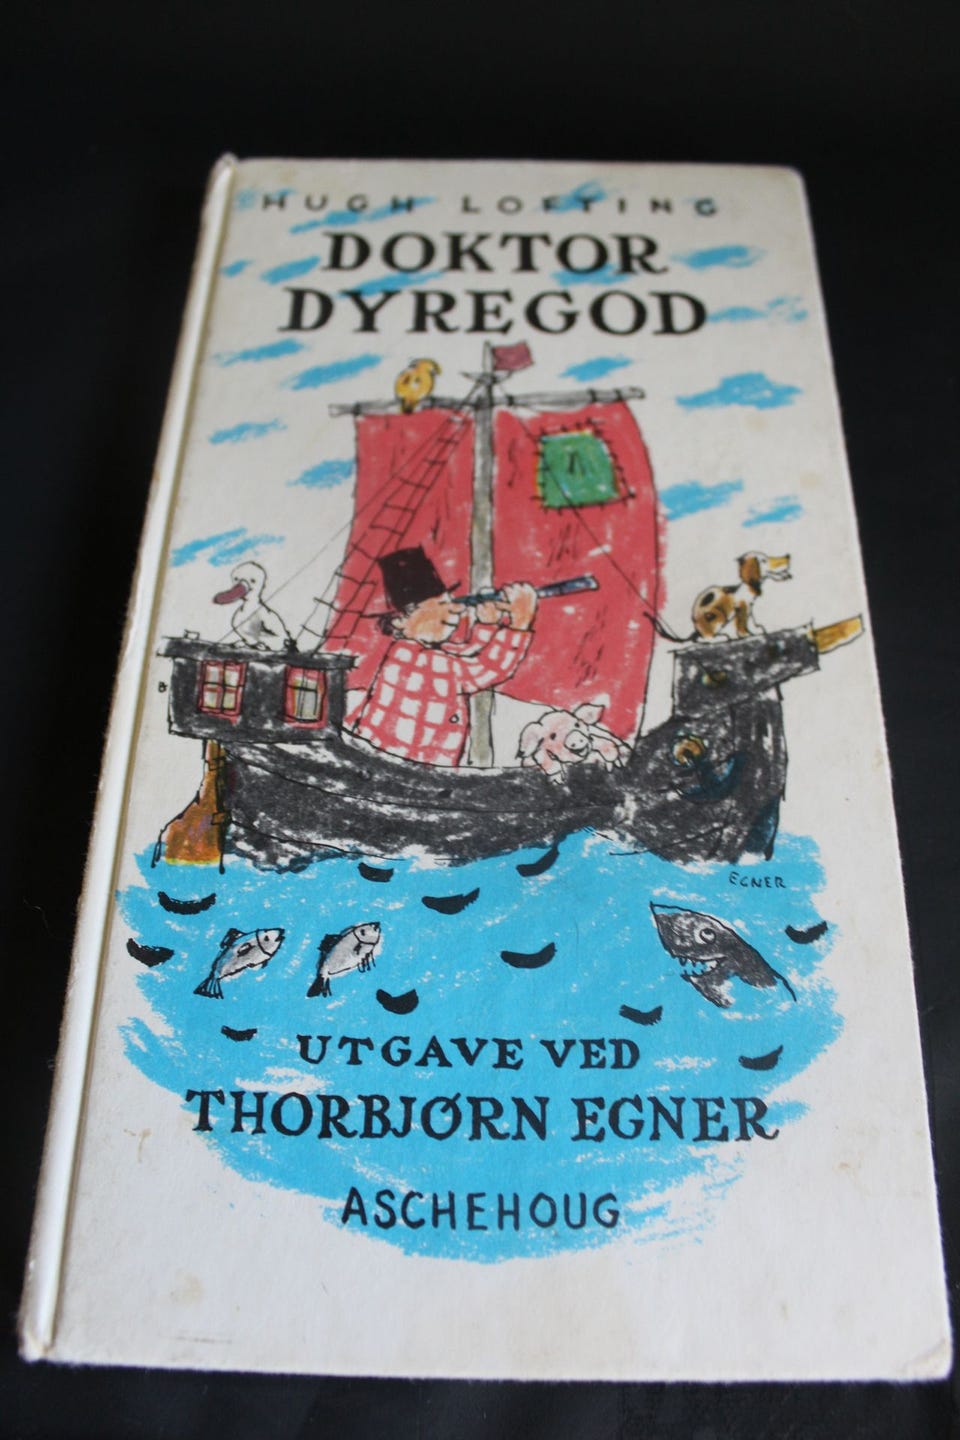 HUGH LOFTING
DOKTOR
DYREGOD
EGNER
UTGAVE VED
THORBJØRN EGNER
ASCHEHOUG